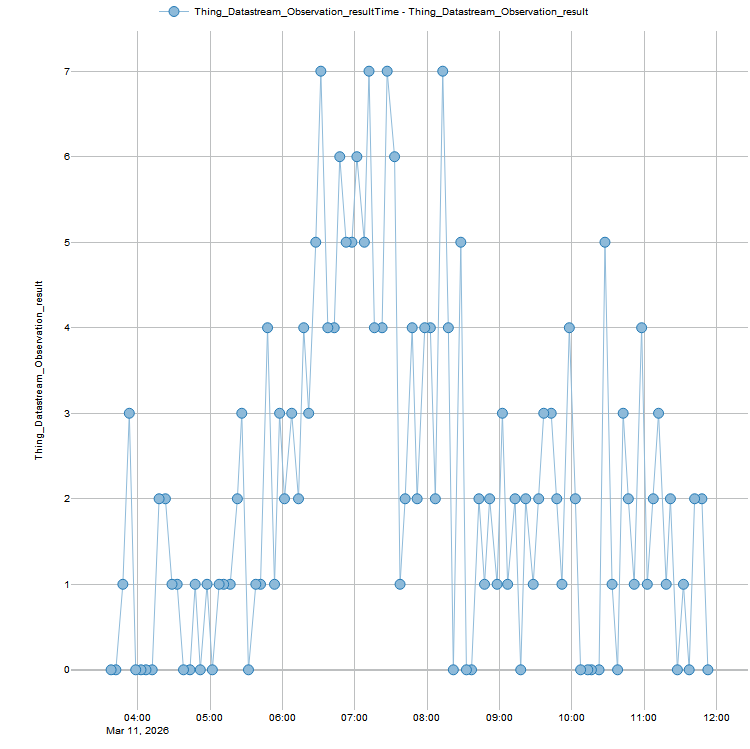 Thing_Datastream_Observation_resultTime - Thing_Datastream_Observation_result
7
6
5
4
3
2
1
0
Thing_Datastream_Observation_result
04:00 05:00 06:00 07:00 08:00 09:00 10:00 11:00 12:00
Mar 11, 2026